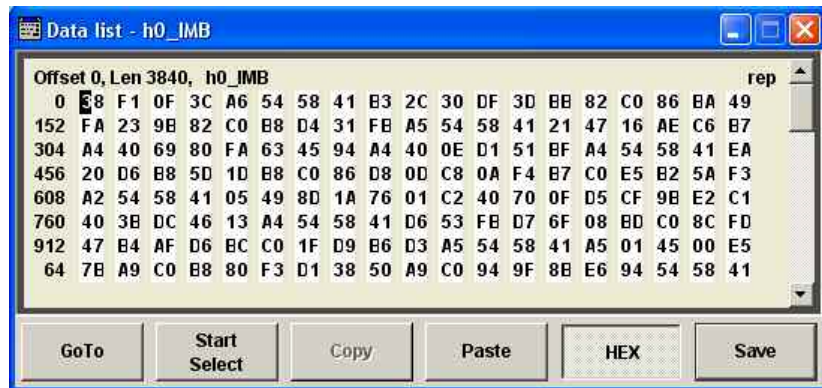 Data list - h0_IMB
Offset 0, Len 3840, h0_IMB rep
0 38 F1 0F 3C A6 54 58 41 B3 2C 30 DF 3D BB 82 C0 86 BA 49
152 FA 23 9B 82 C0 B8 D4 31 FB A5 54 58 41 21 47 16 AE C6 B7
304 A4 40 69 80 FA 63 45 94 A4 40 0E D1 51 BF A4 54 58 41 EA
456 20 D6 B8 5D 1D B8 C0 86 D8 0D C8 0A F4 B7 C0 E5 B2 5A F3
608 A2 54 58 41 05 49 8D 1A 76 01 C2 40 70 0F D5 CF 9B E2 C1
760 40 3B DC 46 13 A4 54 58 41 D6 53 FB D7 6F 08 BD C0 8C FD
912 47 B4 AF D6 BC C0 1F D9 B6 D3 A5 54 58 41 A5 01 45 00 E5
64 7B A9 C0 B8 80 F3 D1 38 50 A9 C0 94 9F 8B E6 94 54 58 41
GoTo Start Select Copy Paste HEX Save